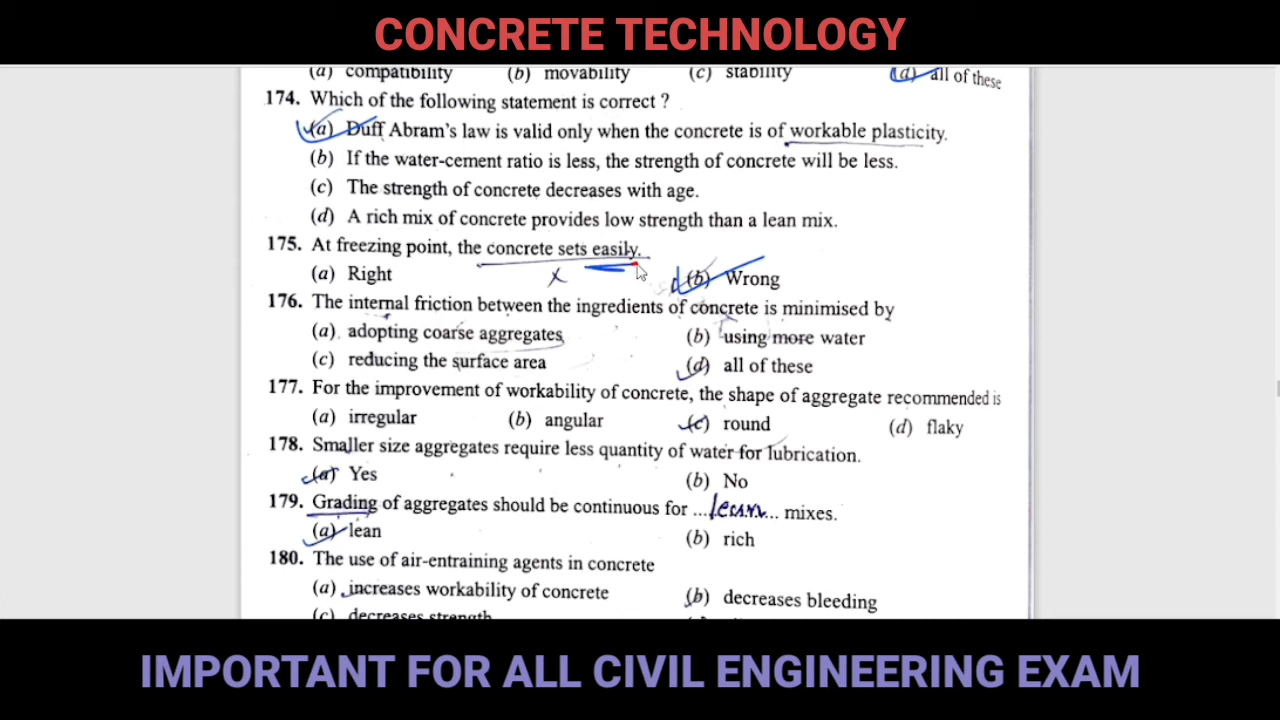 CONCRETE TECHNOLOGY
(a) compatibility (b) movability (c) stability (d) all of these
174. Which of the following statement is correct ?
(a) Duff Abram's law is valid only when the concrete is of workable plasticity.
(b) If the water-cement ratio is less, the strength of concrete will be less.
(c) The strength of concrete decreases with age.
(d) A rich mix of concrete provides low strength than a lean mix.
175. At freezing point, the concrete sets easily.
(a) Right (b) Wrong
176. The internal friction between the ingredients of concrete is minimised by
(a) adopting coarse aggregates (b) using more water
(c) reducing the surface area (d) all of these
177. For the improvement of workability of concrete, the shape of aggregate recommended is
(a) irregular (b) angular (c) round (d) flaky
178. Smaller size aggregates require less quantity of water for lubrication.
(a) Yes (b) No
179. Grading of aggregates should be continuous for ...lean... mixes.
(a) lean (b) rich
180. The use of air-entraining agents in concrete
(a) increases workability of concrete (b) decreases bleeding
(c) decreases strength
IMPORTANT FOR ALL CIVIL ENGINEERING EXAM